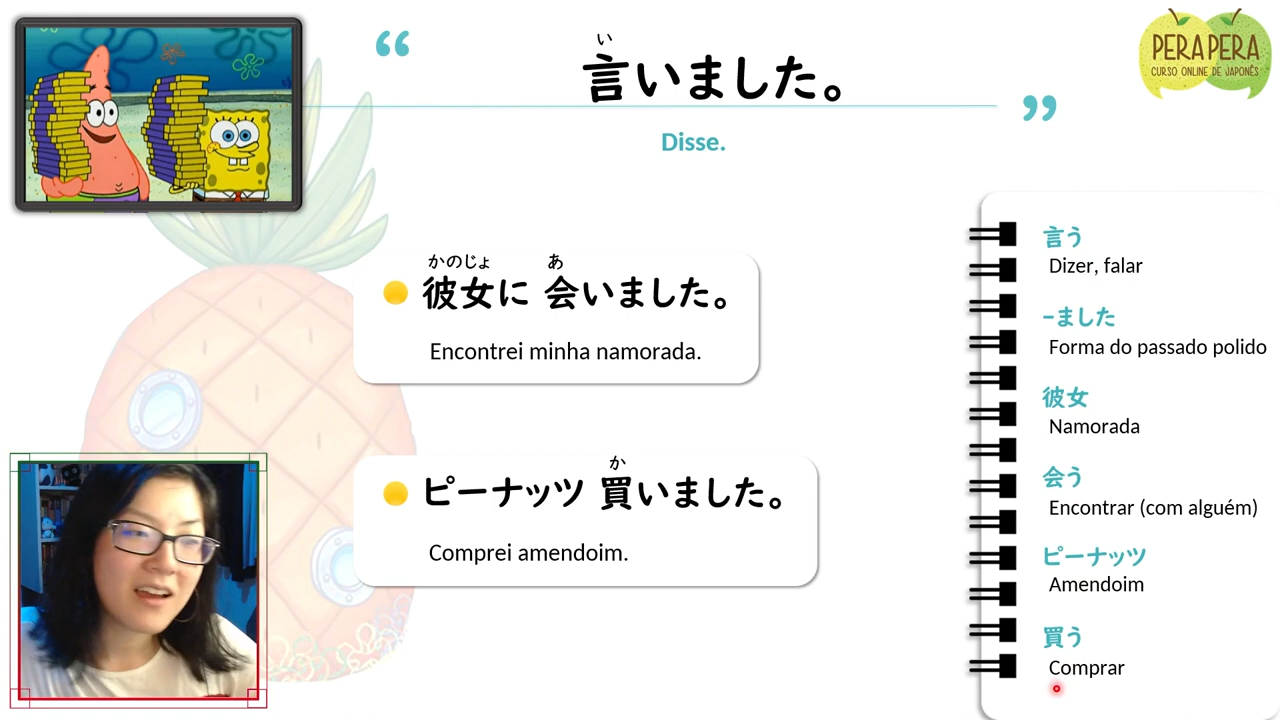 “
い
言いました。
”
Disse.
PERAPERA
CURSO ONLINE DE JAPONÊS
かのじょ あ
彼女に 会いました。
Encontrei minha namorada.
か
ピーナッツ 買いました。
Comprei amendoim.
言う
Dizer, falar
-ました
Forma do passado polido
彼女
Namorada
会う
Encontrar (com alguém)
ピーナッツ
Amendoim
買う
Comprar